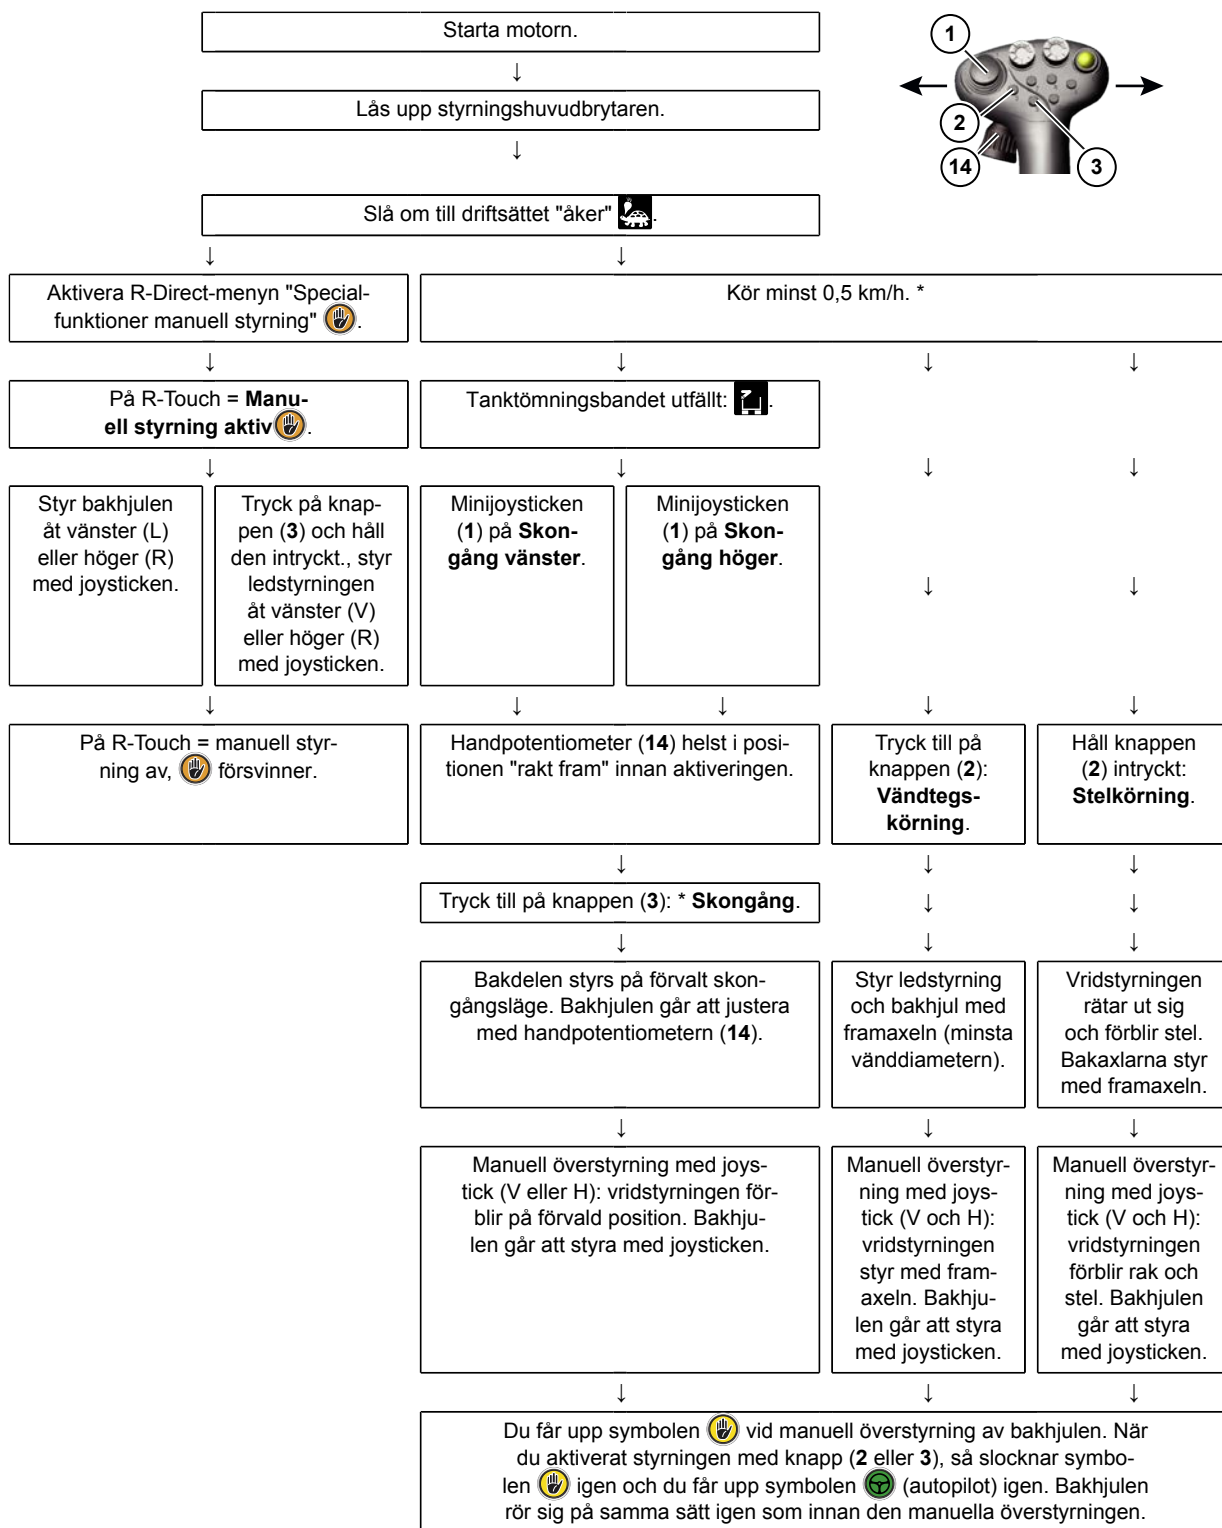 Starta motorn.
1
Lås upp styrningshuvudbrytaren.
2
14
3
Slå om till driftsättet "åker" .
Aktivera R-Direct-menyn "Special-
funktioner manuell styrning" .
Kör minst 0,5 km/h. *
På R-Touch = Manu-
ell styrning aktiv .
Tanktömningsbandet utfällt: .
Styr bakhjulen
åt vänster (L)
eller höger (R)
med joysticken.
Tryck på knap-
pen (3) och håll
den intryckt., styr
ledstyrningen
åt vänster (V)
eller höger (R)
med joysticken.
Minijoysticken
(1) på Skon-
gång vänster.
Minijoysticken
(1) på Skon-
gång höger.
På R-Touch = manuell styr-
ning av, försvinner.
Handpotentiometer (14) helst i posi-
tionen "rakt fram" innan aktiveringen.
Tryck till på
knappen (2):
Vändtegs-
körning.
Håll knappen
(2) intryckt:
Stelkörning.
Tryck till på knappen (3): * Skongång.
Bakdelen styrs på förvalt skon-
gångsläge. Bakhjulen går att justera
med handpotentiometern (14).
Styr ledstyrning
och bakhjul med
framaxeln (minsta
vänddiametern).
Vridstyrningen
rätar ut sig
och förblir stel.
Bakaxlarna styr
med framaxeln.
Manuell överstyrning med joys-
tick (V eller H): vridstyrningen för-
blir på förvald position. Bakhju-
len går att styra med joysticken.
Manuell överstyr-
ning med joys-
tick (V och H):
vridstyrningen
styr med fram-
axeln. Bakhju-
len går att styra
med joysticken.
Manuell överstyr-
ning med joys-
tick (V och H):
vridstyrningen
förblir rak och
stel. Bakhjulen
går att styra
med joysticken.
Du får upp symbolen vid manuell överstyrning av bakhjulen. När
du aktiverat styrningen med knapp (2 eller 3), så slocknar symbo-
len igen och du får upp symbolen (autopilot) igen. Bakhjulen
rör sig på samma sätt igen som innan den manuella överstyrningen.